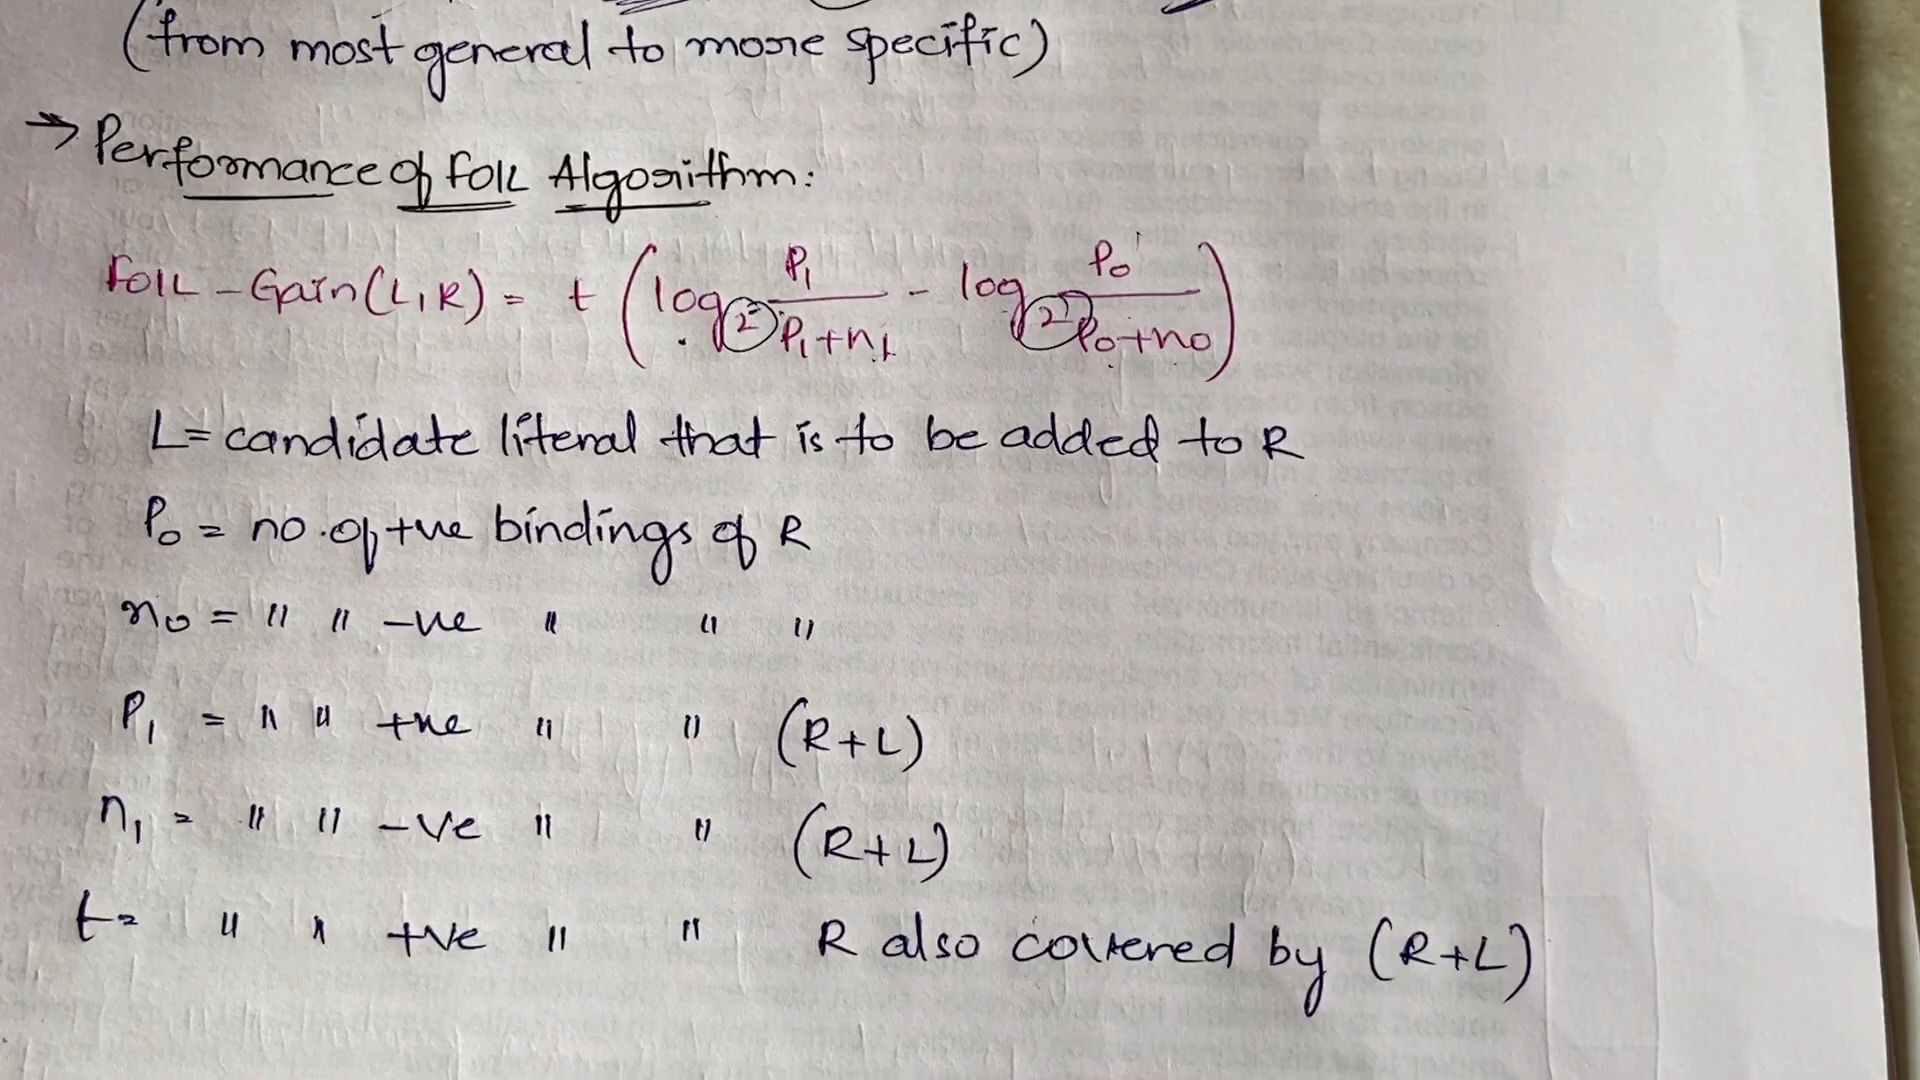 (from most general to more specific)
→ Performance of FOIL Algorithm:
FOIL - Gain(L,R) = t (log₂ P₁/(P₁+n₁) - log₂ P₀/(P₀+n₀))
L= candidate literal that is to be added to R
P₀ = no. of +ve bindings of R
n₀ = " " -ve " " "
P₁ = " " +ve " " (R+L)
n₁ = " " -ve " " (R+L)
t= " " +ve " " R also covered by (R+L)